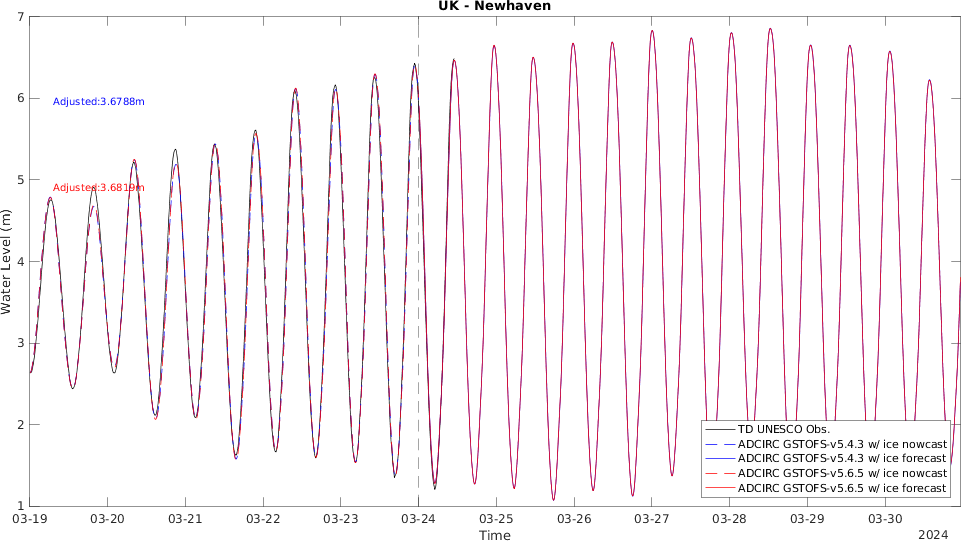 UK - Newhaven
7
6
5
4
3
2
1
Water Level (m)
Adjusted:3.6788m
Adjusted:3.6819m
TD UNESCO Obs.
ADCIRC GSTOFS-v5.4.3 w/ ice nowcast
ADCIRC GSTOFS-v5.4.3 w/ ice forecast
ADCIRC GSTOFS-v5.6.5 w/ ice nowcast
ADCIRC GSTOFS-v5.6.5 w/ ice forecast
03-19 03-20 03-21 03-22 03-23 03-24 03-25 03-26 03-27 03-28 03-29 03-30
Time
2024